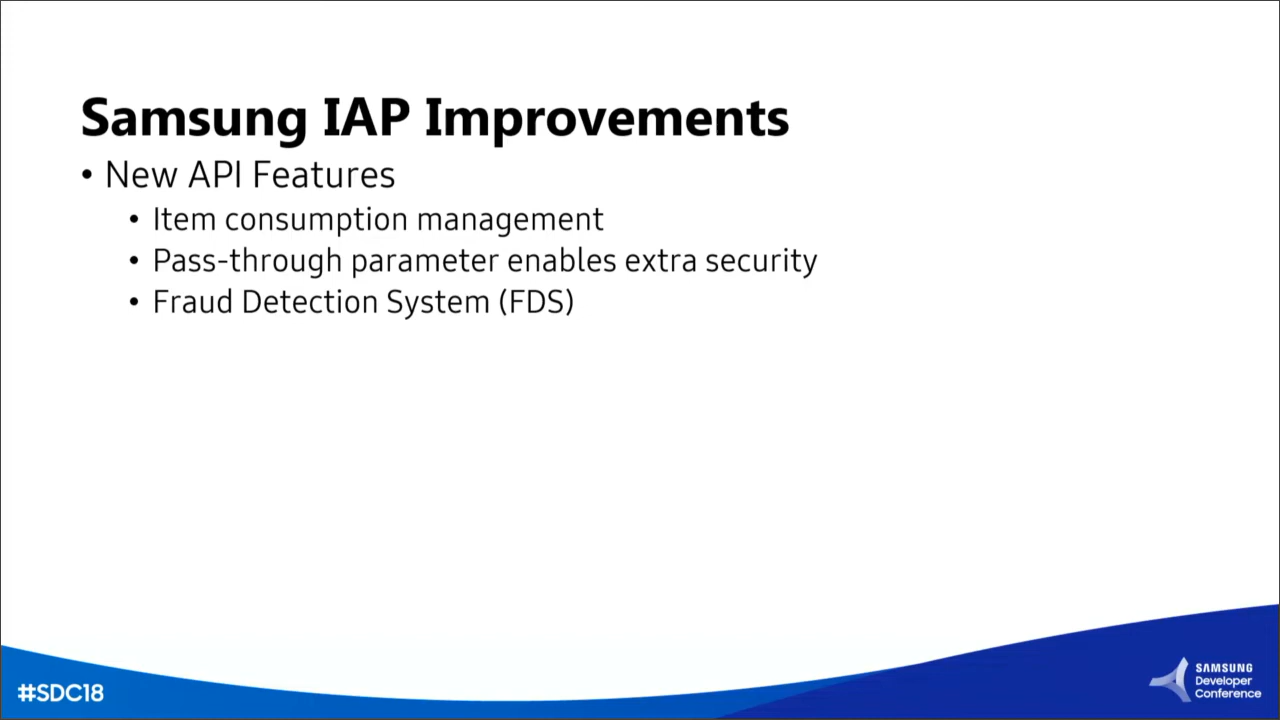 Samsung IAP Improvements
• New API Features
• Item consumption management
• Pass-through parameter enables extra security
• Fraud Detection System (FDS)
#SDC18
SAMSUNG
Developer
Conference